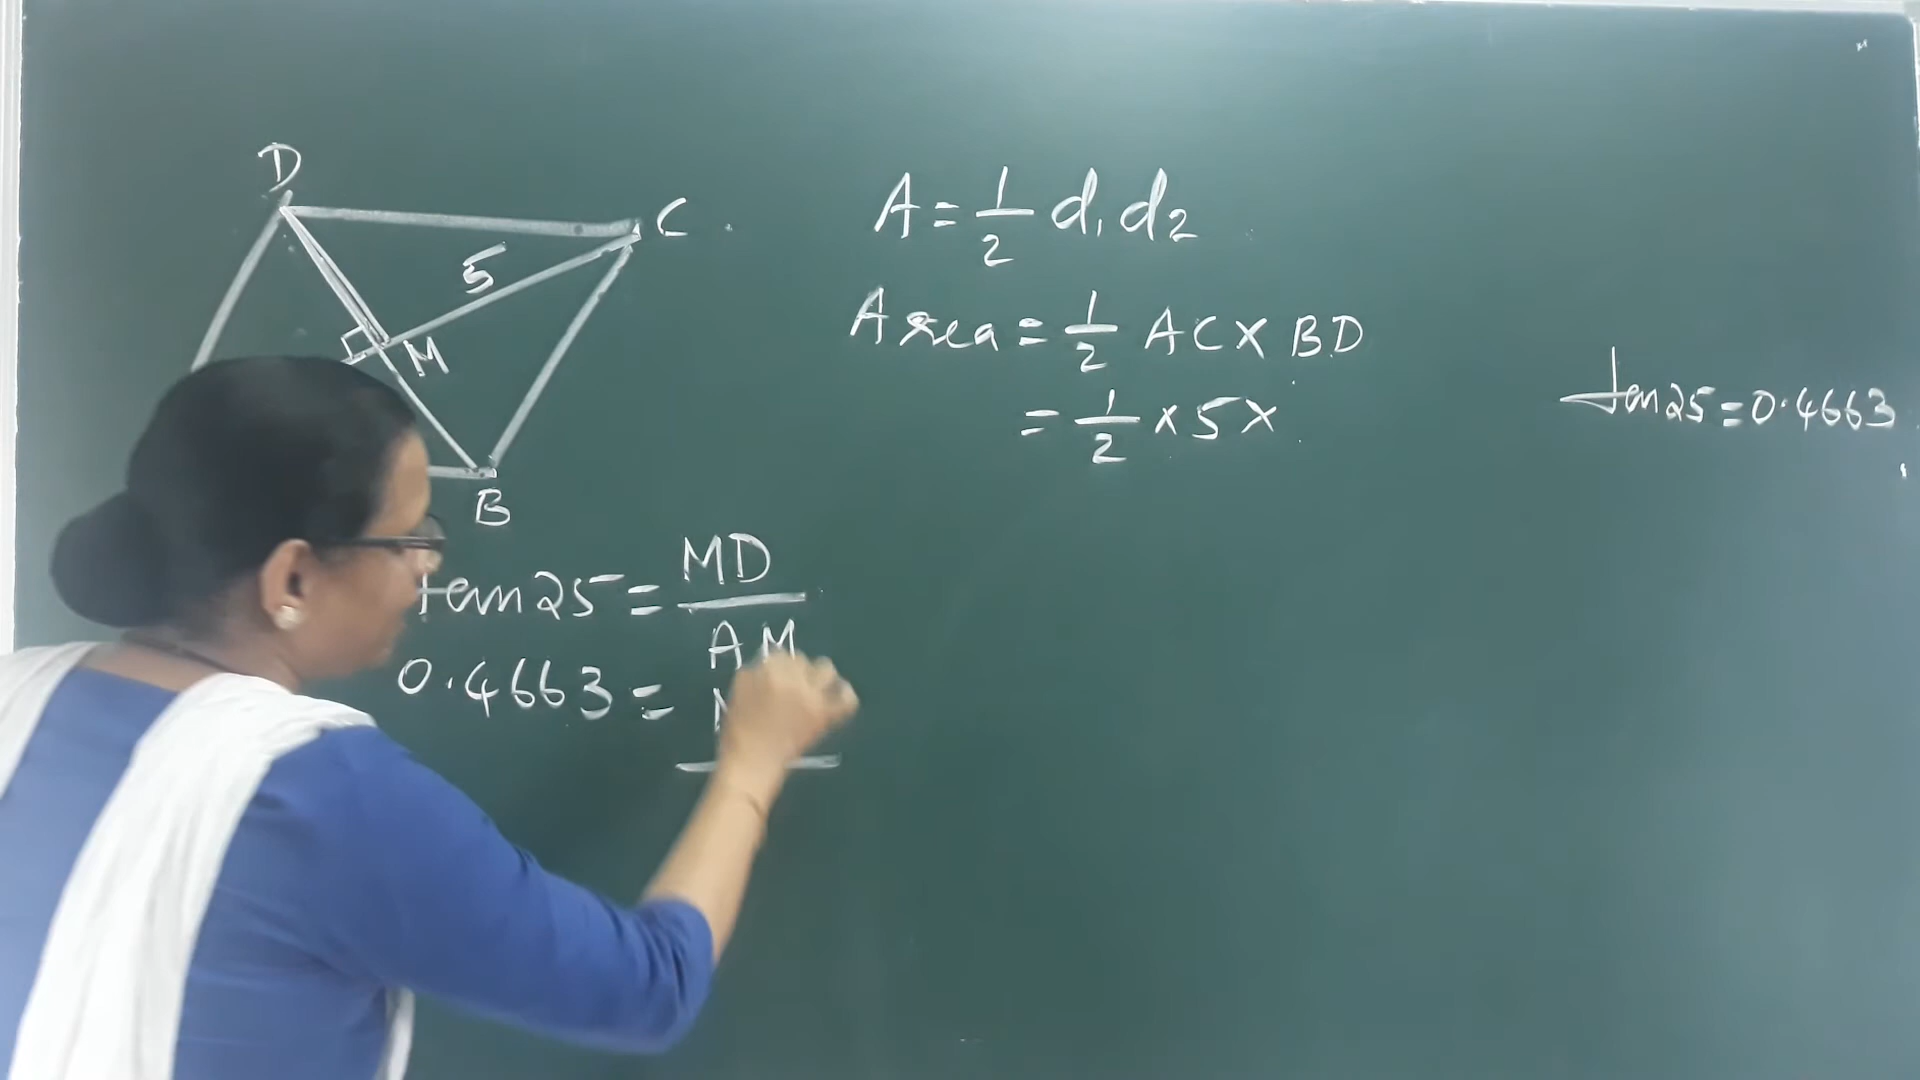 D
C
5
M
B
A = 1/2 d1 d2
Area = 1/2 AC X BD
= 1/2 x 5 x
tan25 = 0.4663
tan25 = MD/AM
0.4663 =